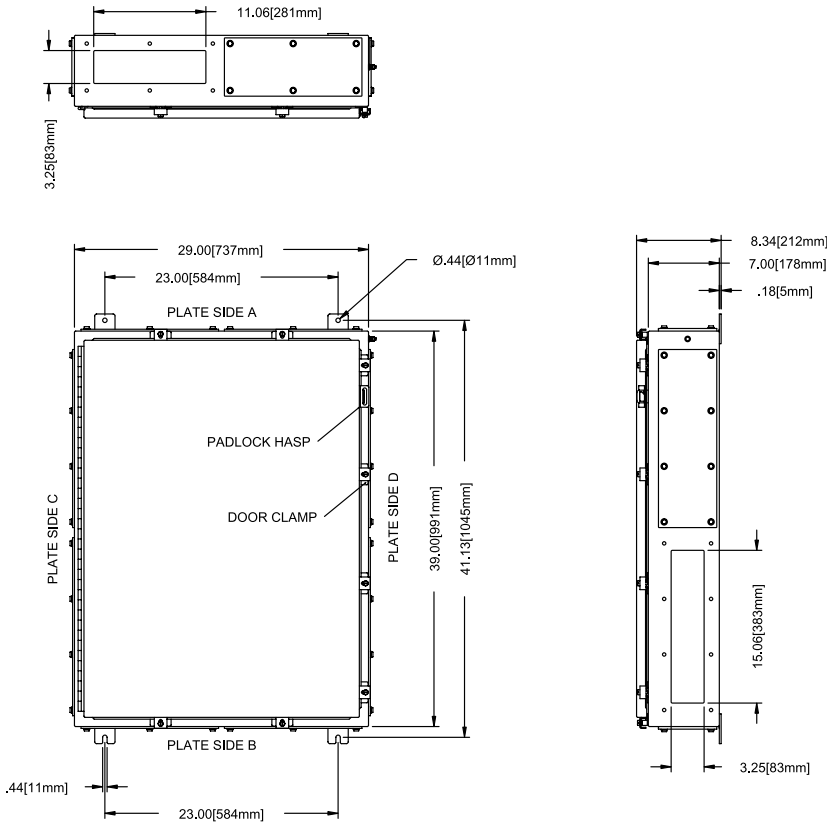 11.06[281mm]
3.25[83mm]
29.00[737mm]
8.34[212mm]
23.00[584mm]
Ø.44[Ø11mm]
7.00[178mm]
.18[5mm]
PLATE SIDE A
PADLOCK HASP
DOOR CLAMP
PLATE SIDE C
PLATE SIDE D
39.00[991mm]
41.13[1045mm]
15.06[383mm]
PLATE SIDE B
3.25[83mm]
.44[11mm]
23.00[584mm]